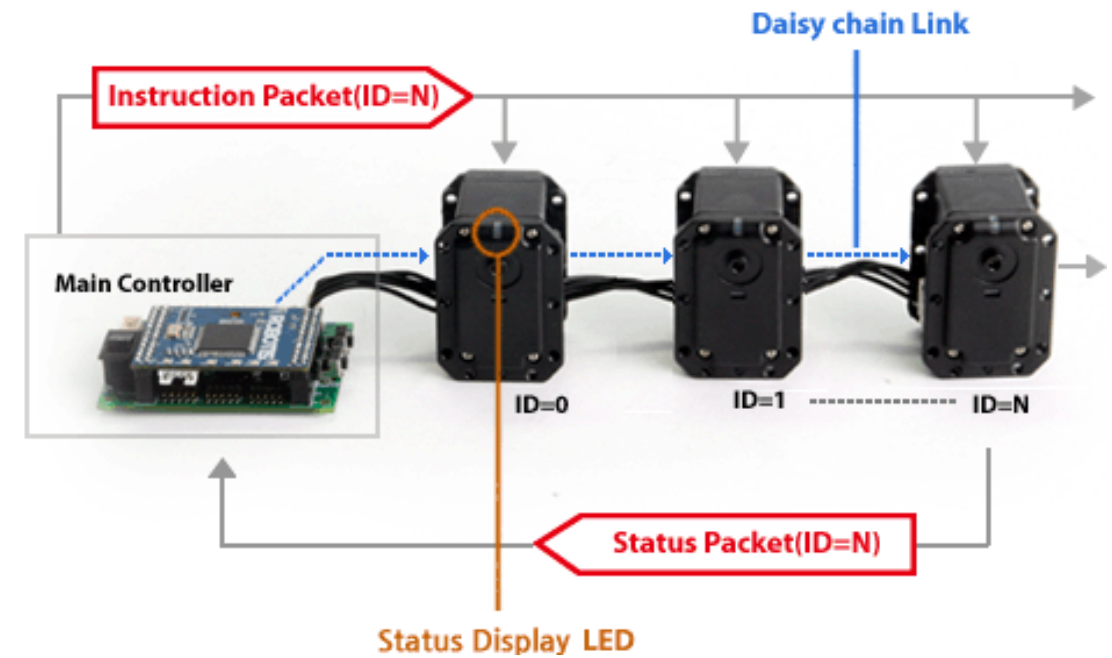 Daisy chain Link
Instruction Packet(ID=N)
Main Controller
ROBOTIS
ID=0
ID=1
ID=N
Status Packet(ID=N)
Status Display LED